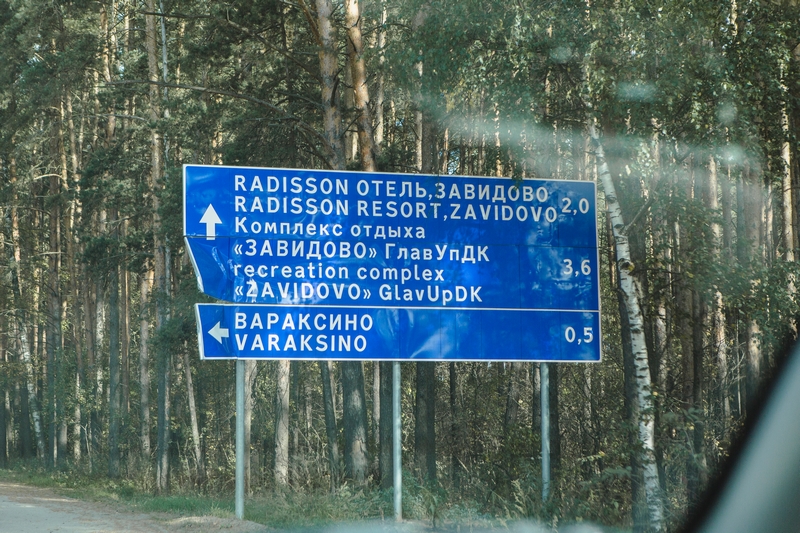 RADISSON ОТЕЛЬ,ЗАВИДОВО 2,0
RADISSON RESORT,ZAVIDOVO
Комплекс отдыха
«ЗАВИДОВО» ГлавУпДК 3,6
recreation complex
«ZAVIDOVO» GlavUpDK
ВАРАКСИНО 0,5
VARAKSINO